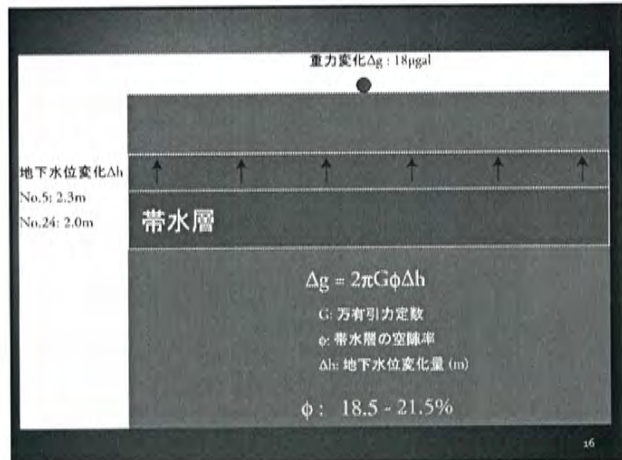 重力変化Δg : 18μgal
地下水位変化Δh
No.5: 2.3m
No.24: 2.0m
帯水層
Δg = 2πGφΔh
G: 万有引力定数
φ: 帯水層の空隙率
Δh: 地下水位変化量 (m)
φ : 18.5 - 21.5%
16